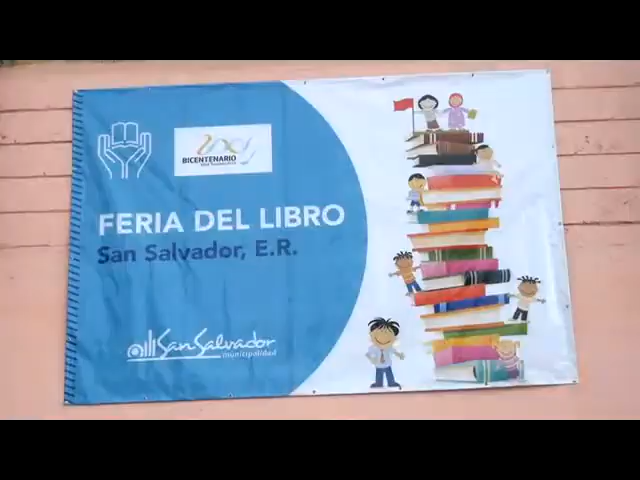 BICENTENARIO
FERIA DEL LIBRO
San Salvador, E.R.
San Salvador
municipalidad